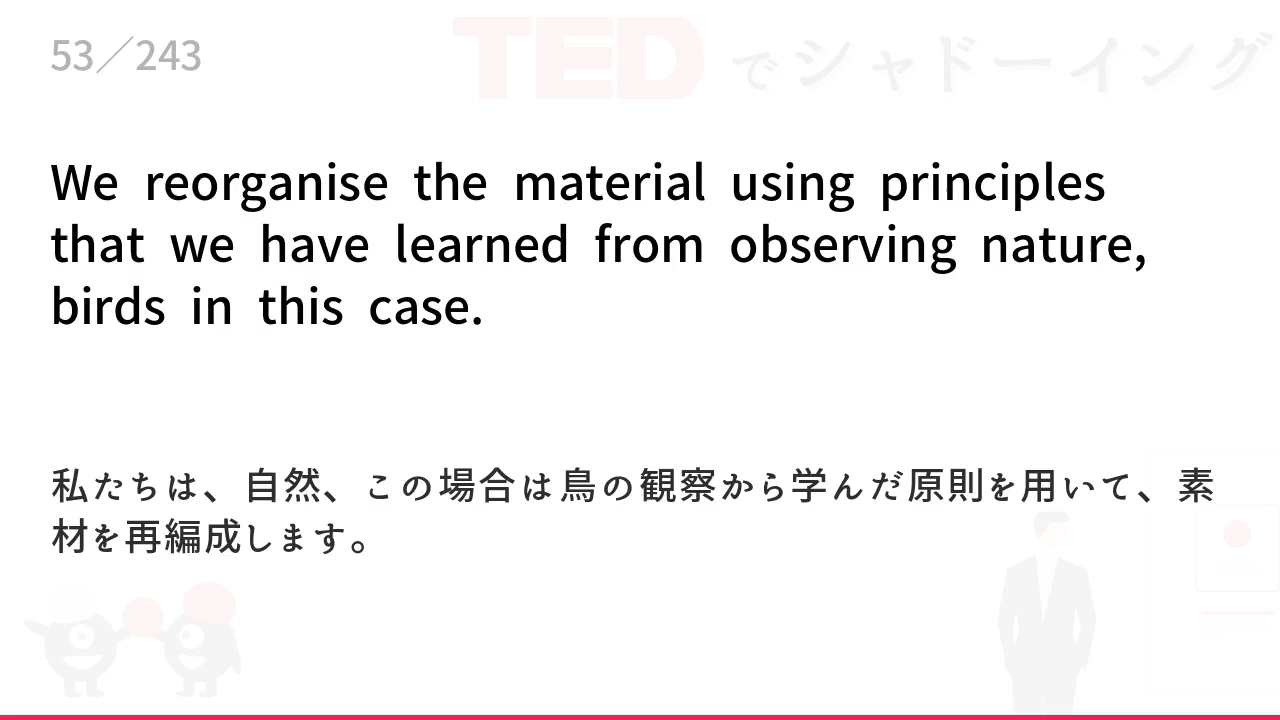 53／243
TEDでシャドーイング
We reorganise the material using principles
that we have learned from observing nature,
birds in this case.
私たちは、自然、この場合は鳥の観察から学んだ原則を用いて、素
材を再編成します。